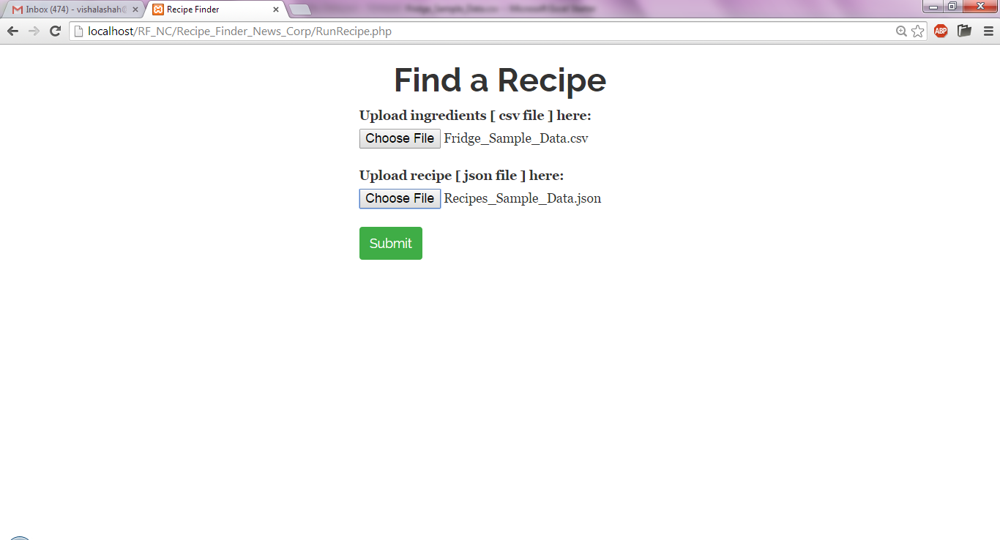 Inbox (474) - vishalashah@
Recipe Finder
Fridge_Sample_Data.csv - Microsoft Excel Starter
localhost/RF_NC/Recipe_Finder_News_Corp/RunRecipe.php
ABP
Find a Recipe
Upload ingredients [ csv file ] here:
Choose File Fridge_Sample_Data.csv
Upload recipe [ json file ] here:
Choose File Recipes_Sample_Data.json
Submit